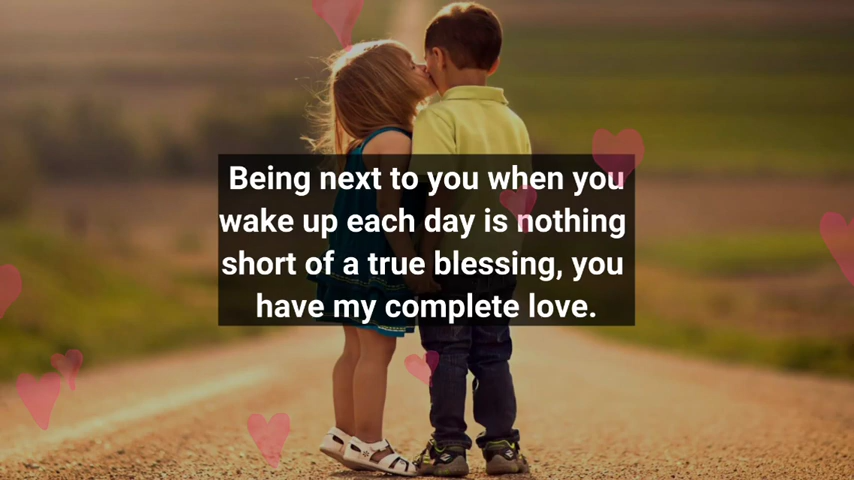 Being next to you when you
wake up each day is nothing
short of a true blessing, you
have my complete love.